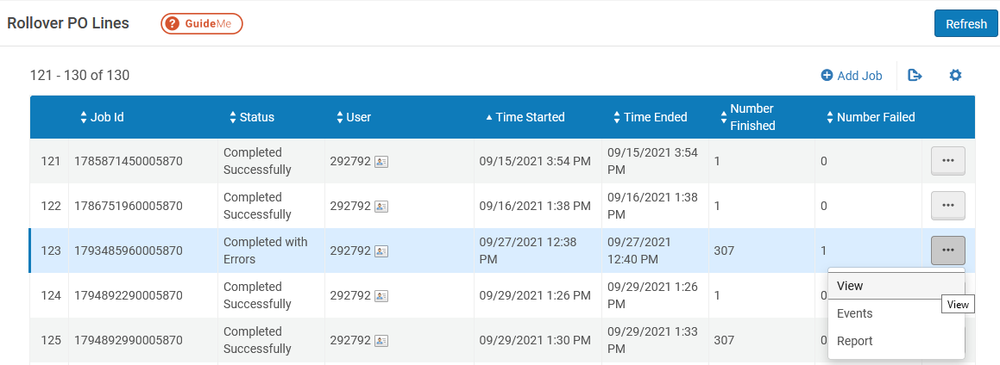 Rollover PO Lines
? GuideMe
Refresh
121 - 130 of 130
Add Job
Job Id Status User Time Started Time Ended Number Finished Number Failed
121 1785871450005870 Completed Successfully 292792 09/15/2021 3:54 PM 09/15/2021 3:54 PM 1 0
122 1786751960005870 Completed Successfully 292792 09/16/2021 1:38 PM 09/16/2021 1:38 PM 1 0
123 1793485960005870 Completed with Errors 292792 09/27/2021 12:38 PM 09/27/2021 12:40 PM 307 1
124 1794892290005870 Completed Successfully 292792 09/29/2021 1:26 PM 09/29/2021 1:26 PM 1 0
125 1794892990005870 Completed Successfully 292792 09/29/2021 1:30 PM 09/29/2021 1:33 PM 307 0
View
View
Events
Report